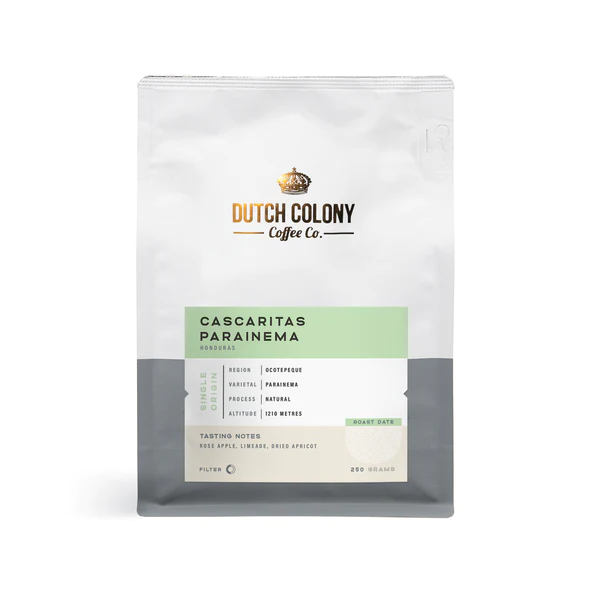 DUTCH COLONY
Coffee Co.
CASCARITAS
PARAINEMA
HONDURAS
SINGLE
ORIGIN
REGION OCOTEPEQUE
VARIETAL PARAINEMA
PROCESS NATURAL
ALTITUDE 1210 METRES
ROAST DATE
TASTING NOTES
ROSE APPLE, LIMEADE, DRIED APRICOT
FILTER
250 GRAMS